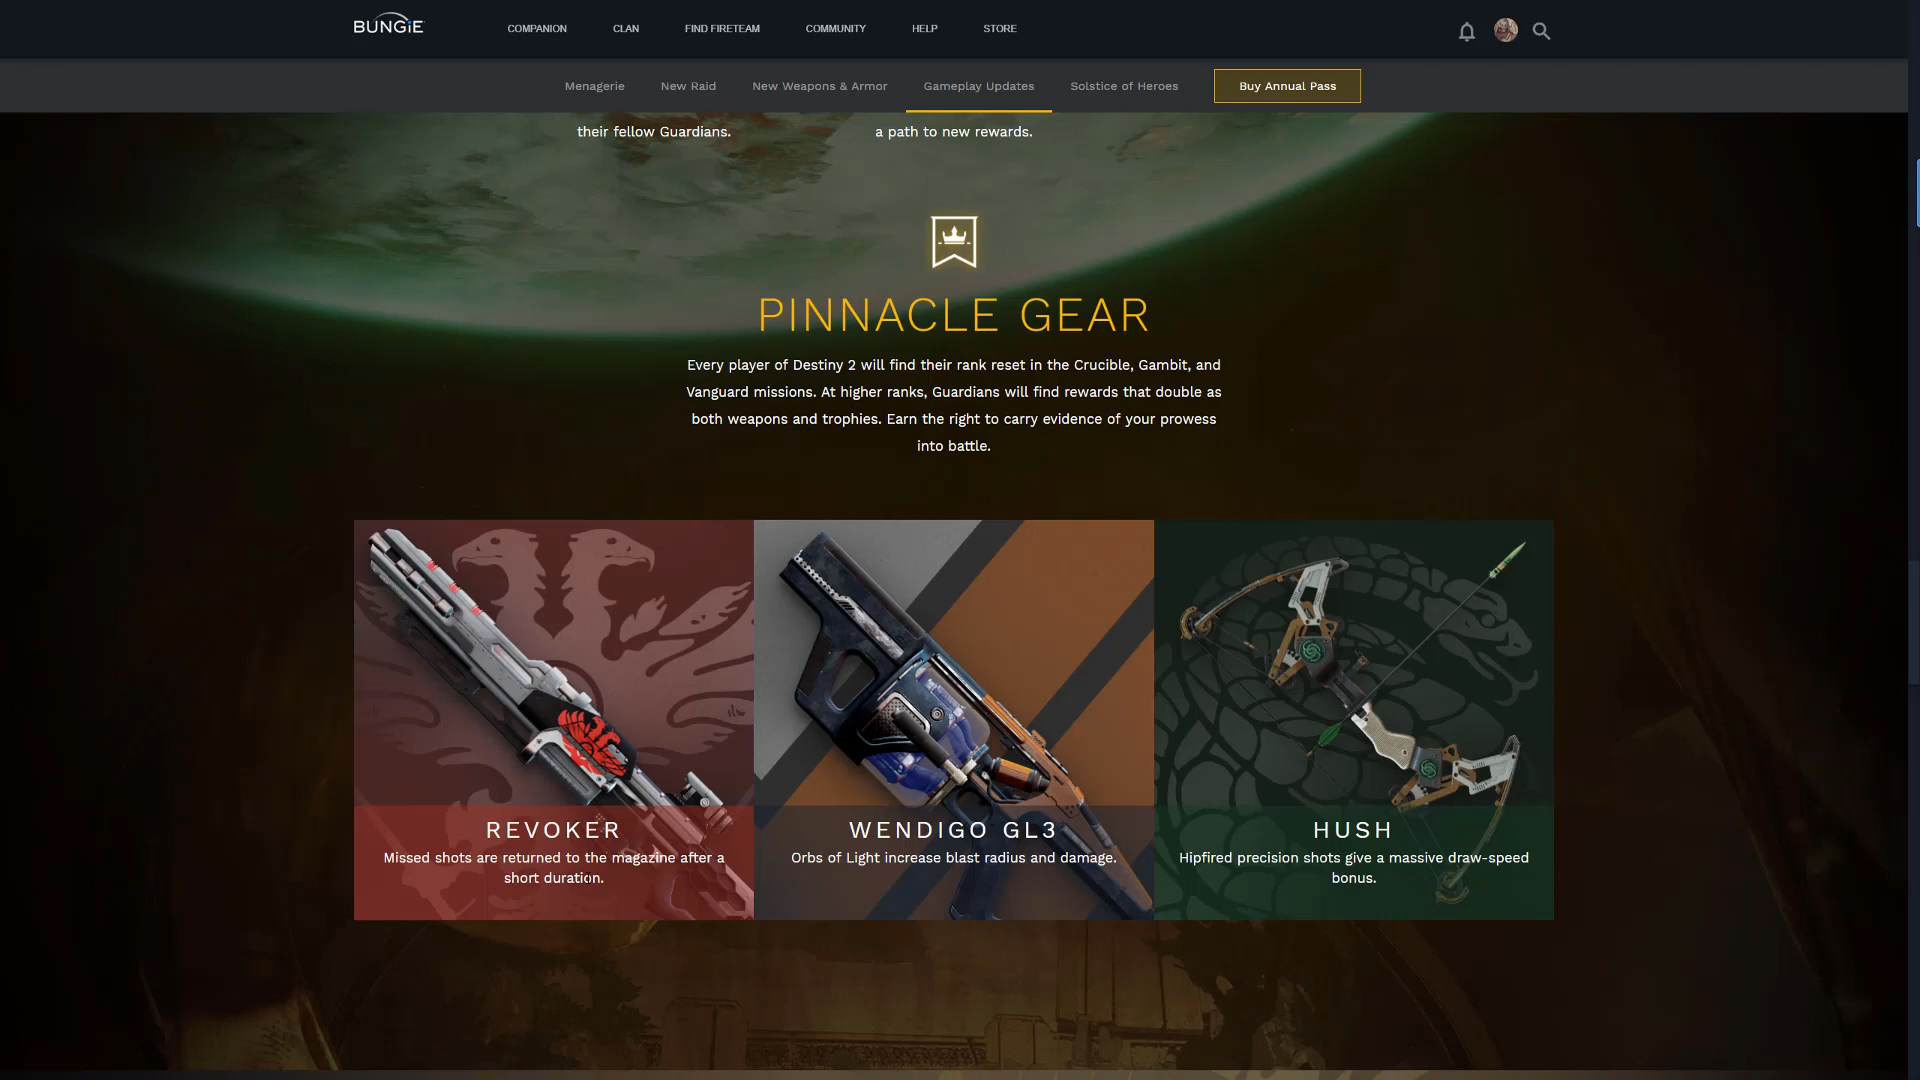 BUNGiE
COMPANION CLAN FIND FIRETEAM COMMUNITY HELP STORE
Menagerie New Raid New Weapons & Armor Gameplay Updates Solstice of Heroes Buy Annual Pass
their fellow Guardians. a path to new rewards.
PINNACLE GEAR
Every player of Destiny 2 will find their rank reset in the Crucible, Gambit, and
Vanguard missions. At higher ranks, Guardians will find rewards that double as
both weapons and trophies. Earn the right to carry evidence of your prowess
into battle.
REVOKER
Missed shots are returned to the magazine after a
short duration.
WENDIGO GL3
Orbs of Light increase blast radius and damage.
HUSH
Hipfired precision shots give a massive draw-speed
bonus.